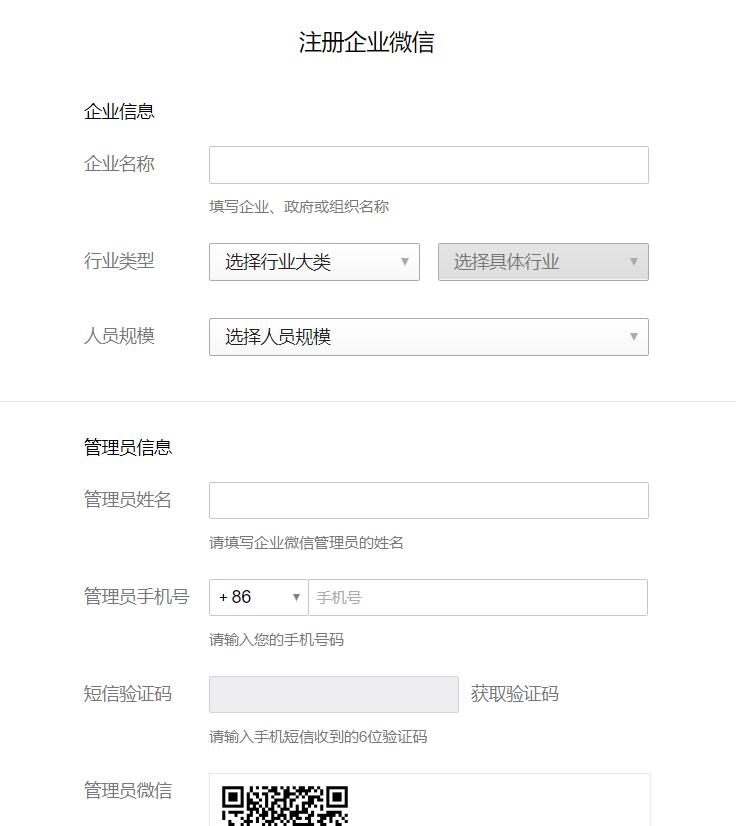 注册企业微信
企业信息
企业名称
填写企业、政府或组织名称
行业类型 选择行业大类 ▼ 选择具体行业 ▼
人员规模 选择人员规模 ▼
管理员信息
管理员姓名
请填写企业微信管理员的姓名
管理员手机号 + 86 ▼ 手机号
请输入您的手机号码
短信验证码 获取验证码
请输入手机短信收到的6位验证码
管理员微信